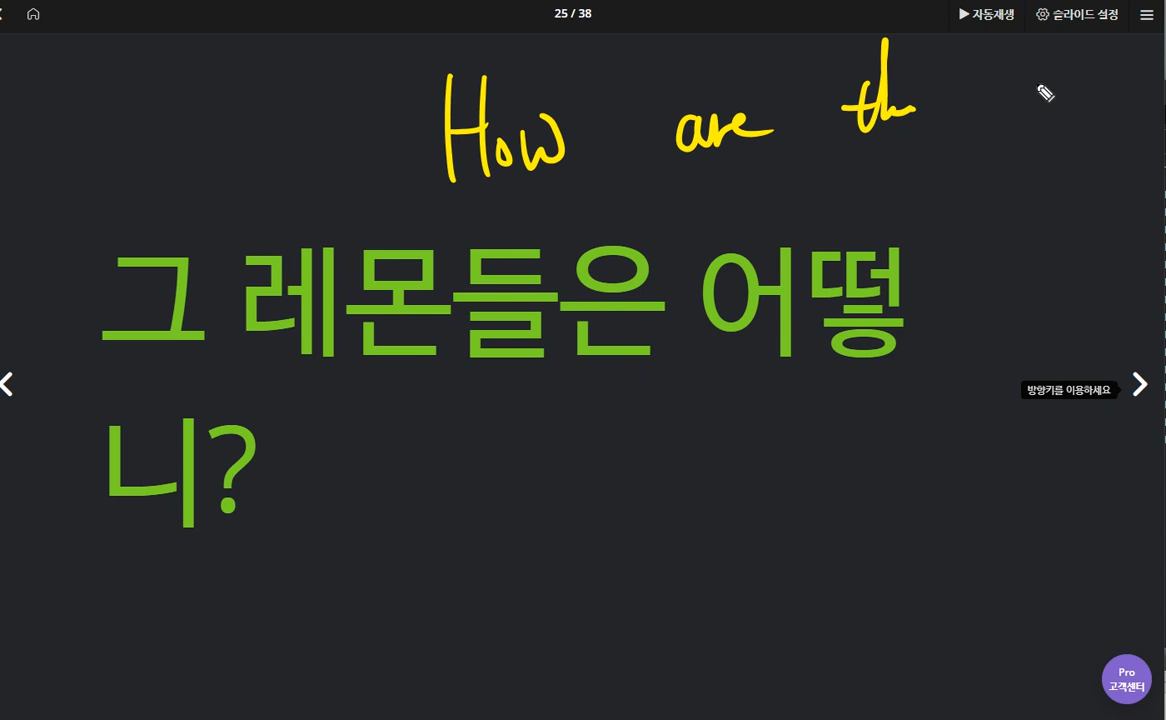 25 / 38
▶ 자동재생
슬라이드 설정
How are th
그 레몬들은 어떻
니?
방향키를 이용하세요
Pro
고객센터